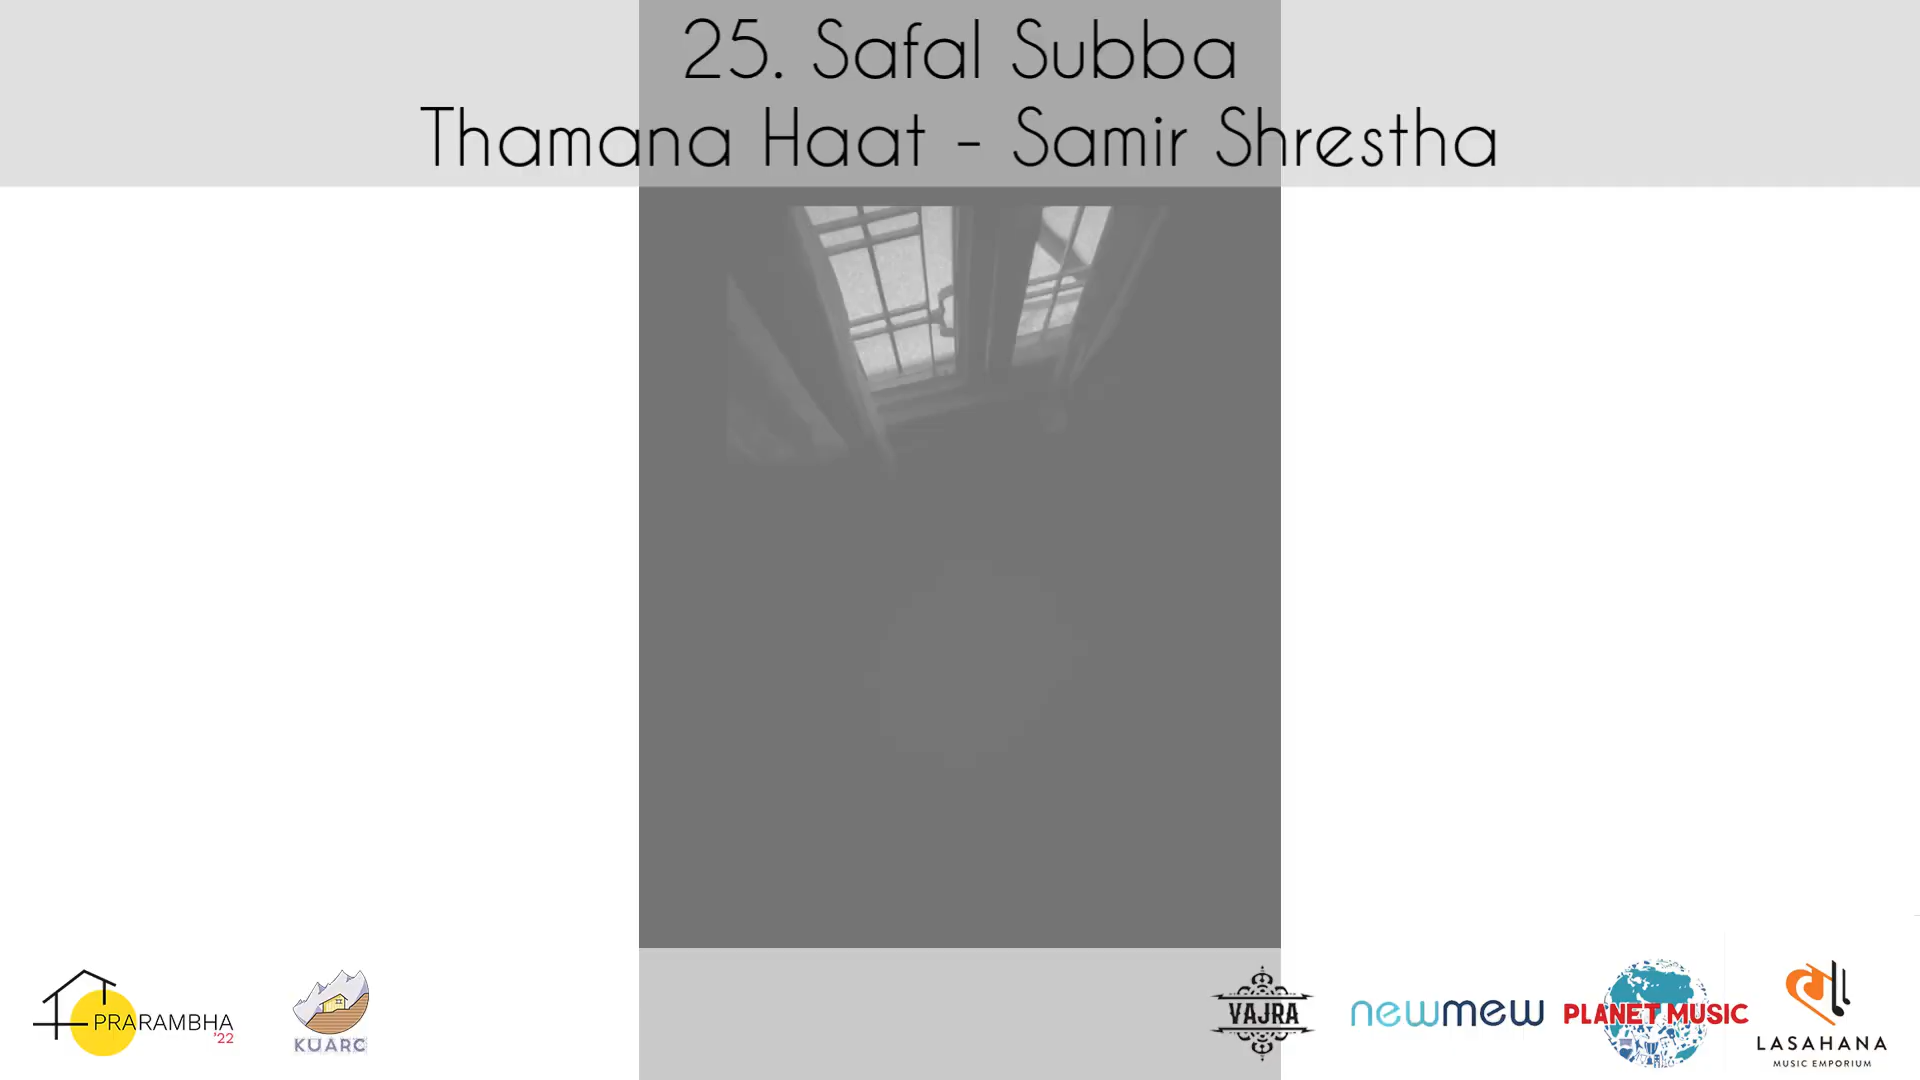 25. Safal Subba
Thamana Haat - Samir Shrestha
PRARAMBHA
'22
KUARC
VAJRA
newmew
PLANET MUSIC
LASAHANA
MUSIC EMPORIUM